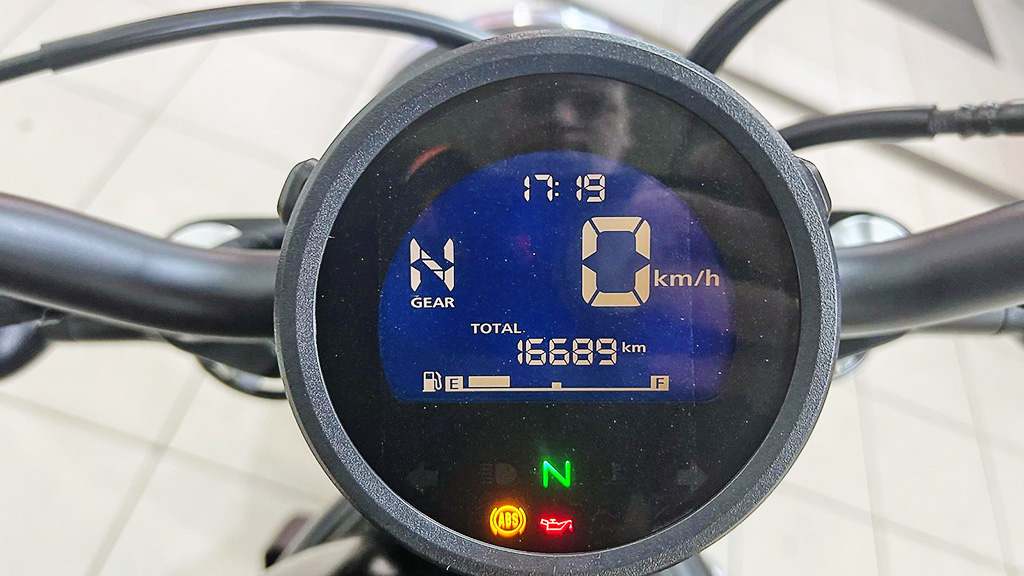 17:19
N 0 km/h
GEAR
TOTAL
16689 km
E F
N
ABS